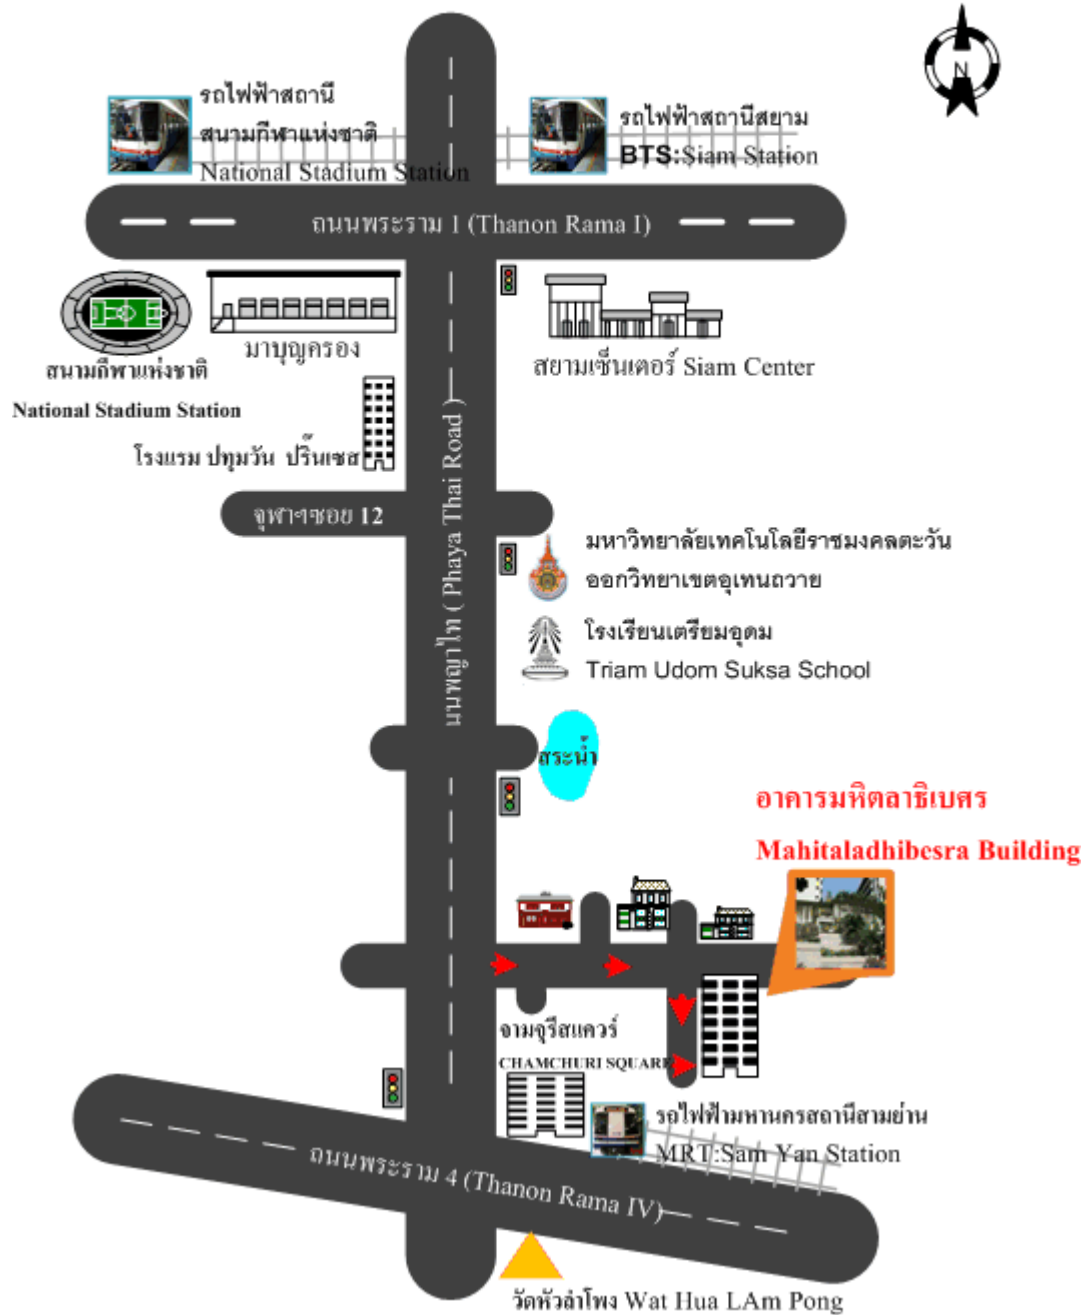 N
รถไฟฟ้าสถานี
สนามกีฬาแห่งชาติ
National Stadium Station
รถไฟฟ้าสถานีสยาม
BTS:Siam Station
ถนนพระราม 1 (Thanon Rama I)
สนามกีฬาแห่งชาติ
National Stadium Station
มาบุญครอง
สยามเซ็นเตอร์ Siam Center
โรงแรม ปทุมวัน ปริ๊นเซส
นนพญาไท ( Phaya Thai Road )
จุฬาฯซอย 12
มหาวิทยาลัยเทคโนโลยีราชมงคลตะวัน
ออกวิทยาเขตอุเทนถวาย
โรงเรียนเตรียมอุดม
Triam Udom Suksa School
สระน้ำ
อาคารมหิตลาธิเบศร
Mahitaladhibesra Building
จามจุรีสแควร์
CHAMCHURI SQUARE
รถไฟฟ้ามหานครสถานีสามย่าน
MRT:Sam Yan Station
ถนนพระราม 4 (Thanon Rama IV)
วัดหัวลำโพง Wat Hua LAm Pong